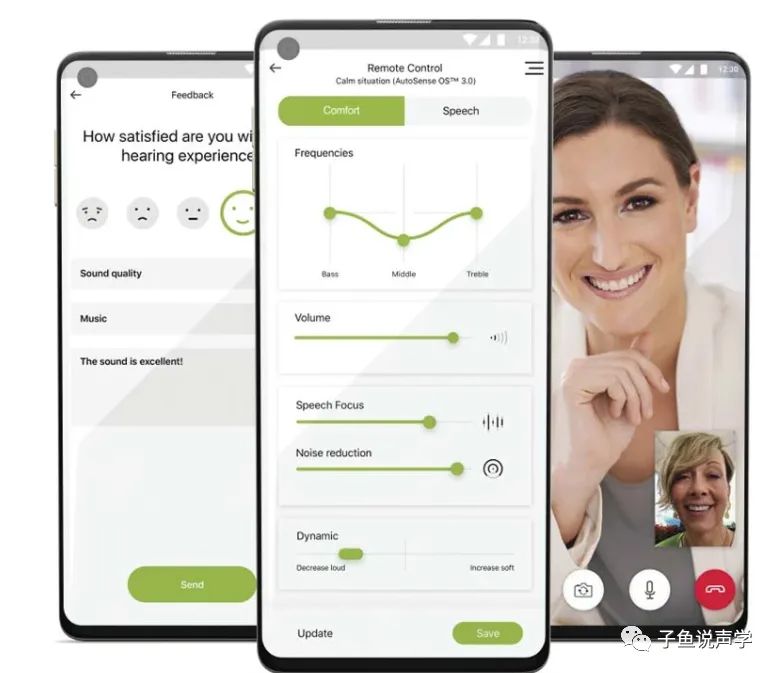 Feedback
How satisfied are you wi
hearing experience
Sound quality
Music
The sound is excellent!
Send
12:33
Remote Control
Calm situation (AutoSense OS™ 3.0)
Comfort
Speech
Frequencies
Bass
Middle
Treble
Volume
Speech Focus
Noise reduction
Dynamic
Decrease loud
Increase soft
Update
Save
12:30
子鱼说声学